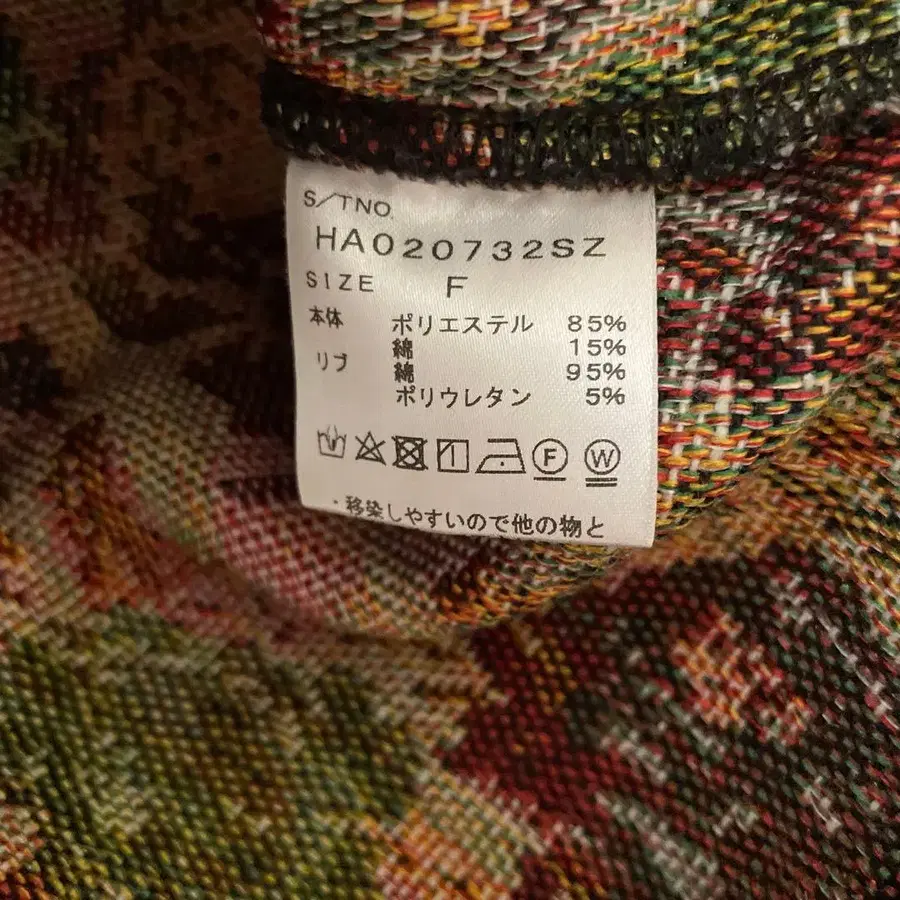 S/TNO.
HA020732SZ
SIZE F
本体 ポリエステル 85%
綿 15%
リブ 綿 95%
ポリウレタン 5%
F W
・移染しやすいので他の物と